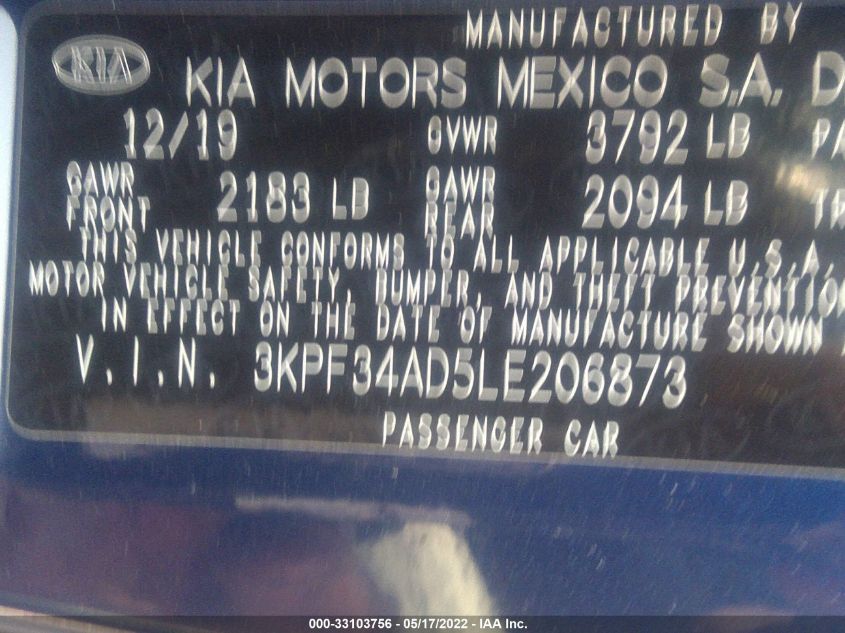 MANUFACTURED BY
KIA KIA MOTORS MEXICO S.A. D
12/19 GVWR 3792 LB PA
GAWR FRONT 2183 LB GAWR REAR 2094 LB TR
THIS VEHICLE CONFORMS TO ALL APPLICABLE U.S.A.
MOTOR VEHICLE SAFETY, BUMPER, AND THEFT PREVENTION
IN EFFECT ON THE DATE OF MANUFACTURE SHOWN
V.I.N. 3KPF34AD5LE206873
PASSENGER CAR
000-33103756 - 05/17/2022 - IAA Inc.